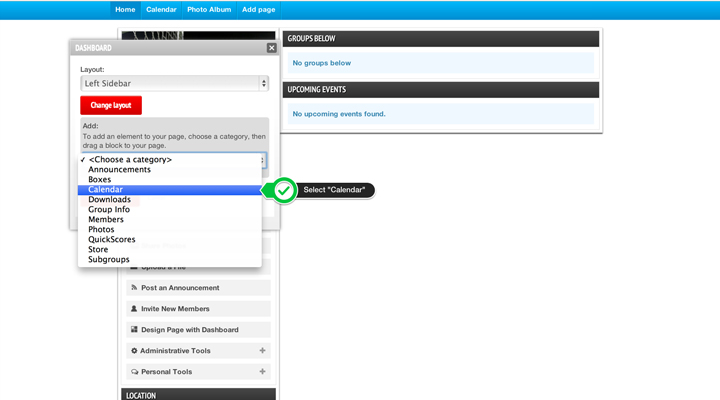 Home Calendar Photo Album Add page
DASHBOARD
Layout:
Left Sidebar
Change layout
Add:
To add an element to your page, choose a category, then
drag a block to your page.
✓ <Choose a category>
Announcements
Boxes
Calendar
Downloads
Group Info
Members
Photos
QuickScores
Store
Subgroups
Select "Calendar"
GROUPS BELOW
No groups below
UPCOMING EVENTS
No upcoming events found.
Upload a File
Post an Announcement
Invite New Members
Design Page with Dashboard
Administrative Tools +
Personal Tools +
LOCATION